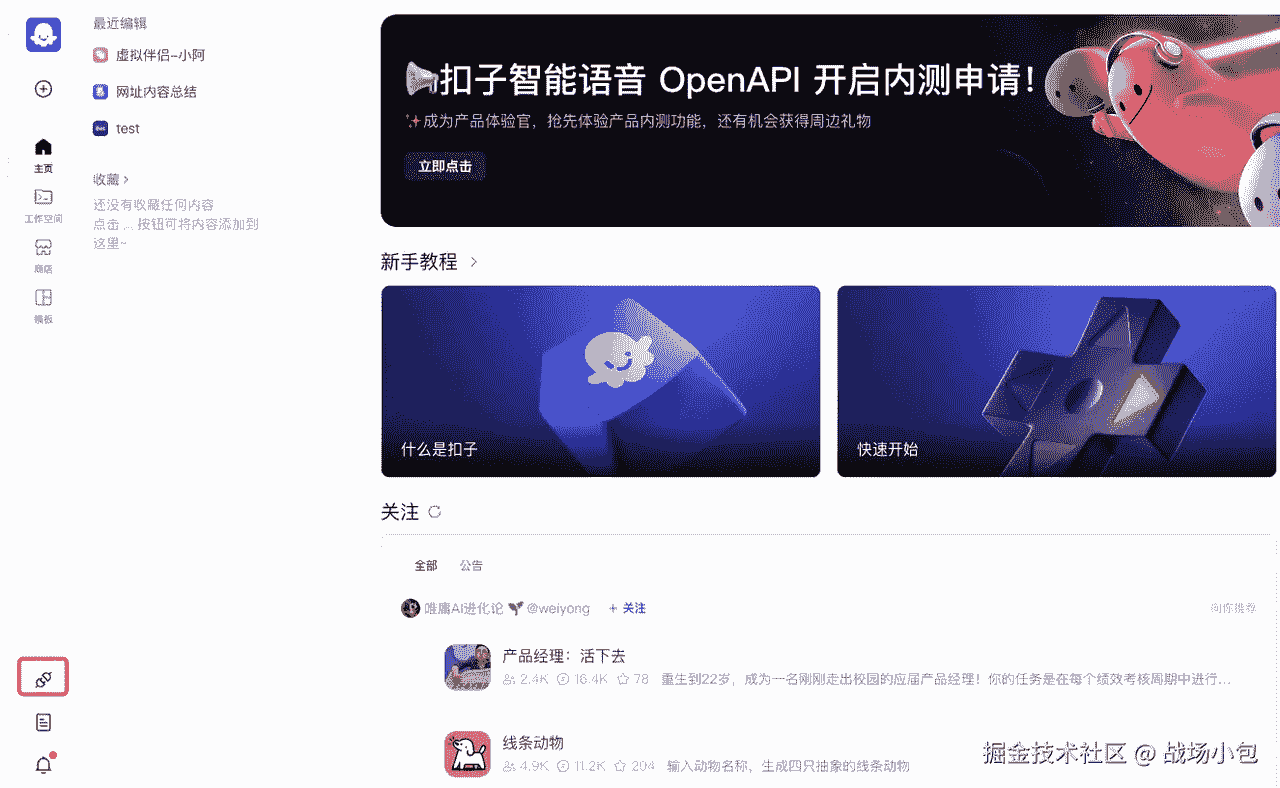 最近编辑
虚拟伴侣-小阿
网址内容总结
test
主页
收藏 >
工作空间
还没有收藏任何内容
点击 ... 按钮可将内容添加到
这里~
商店
模板
扣子智能语音 OpenAPI 开启内测申请!
成为产品体验官，抢先体验产品内测功能，还有机会获得周边礼物
立即点击
新手教程 >
什么是扣子
快速开始
关注
全部 公告
唯庸AI进化论 @weiyong + 关注
向你推荐
产品经理：活下去
2.4K 16.4K 78 重生到22岁，成为一名刚刚走出校园的应届产品经理！你的任务是在每个绩效考核周期中进行...
线条动物
4.9K 11.2K 204 输入动物名称，生成四只抽象的线条动物
掘金技术社区 @ 战场小包